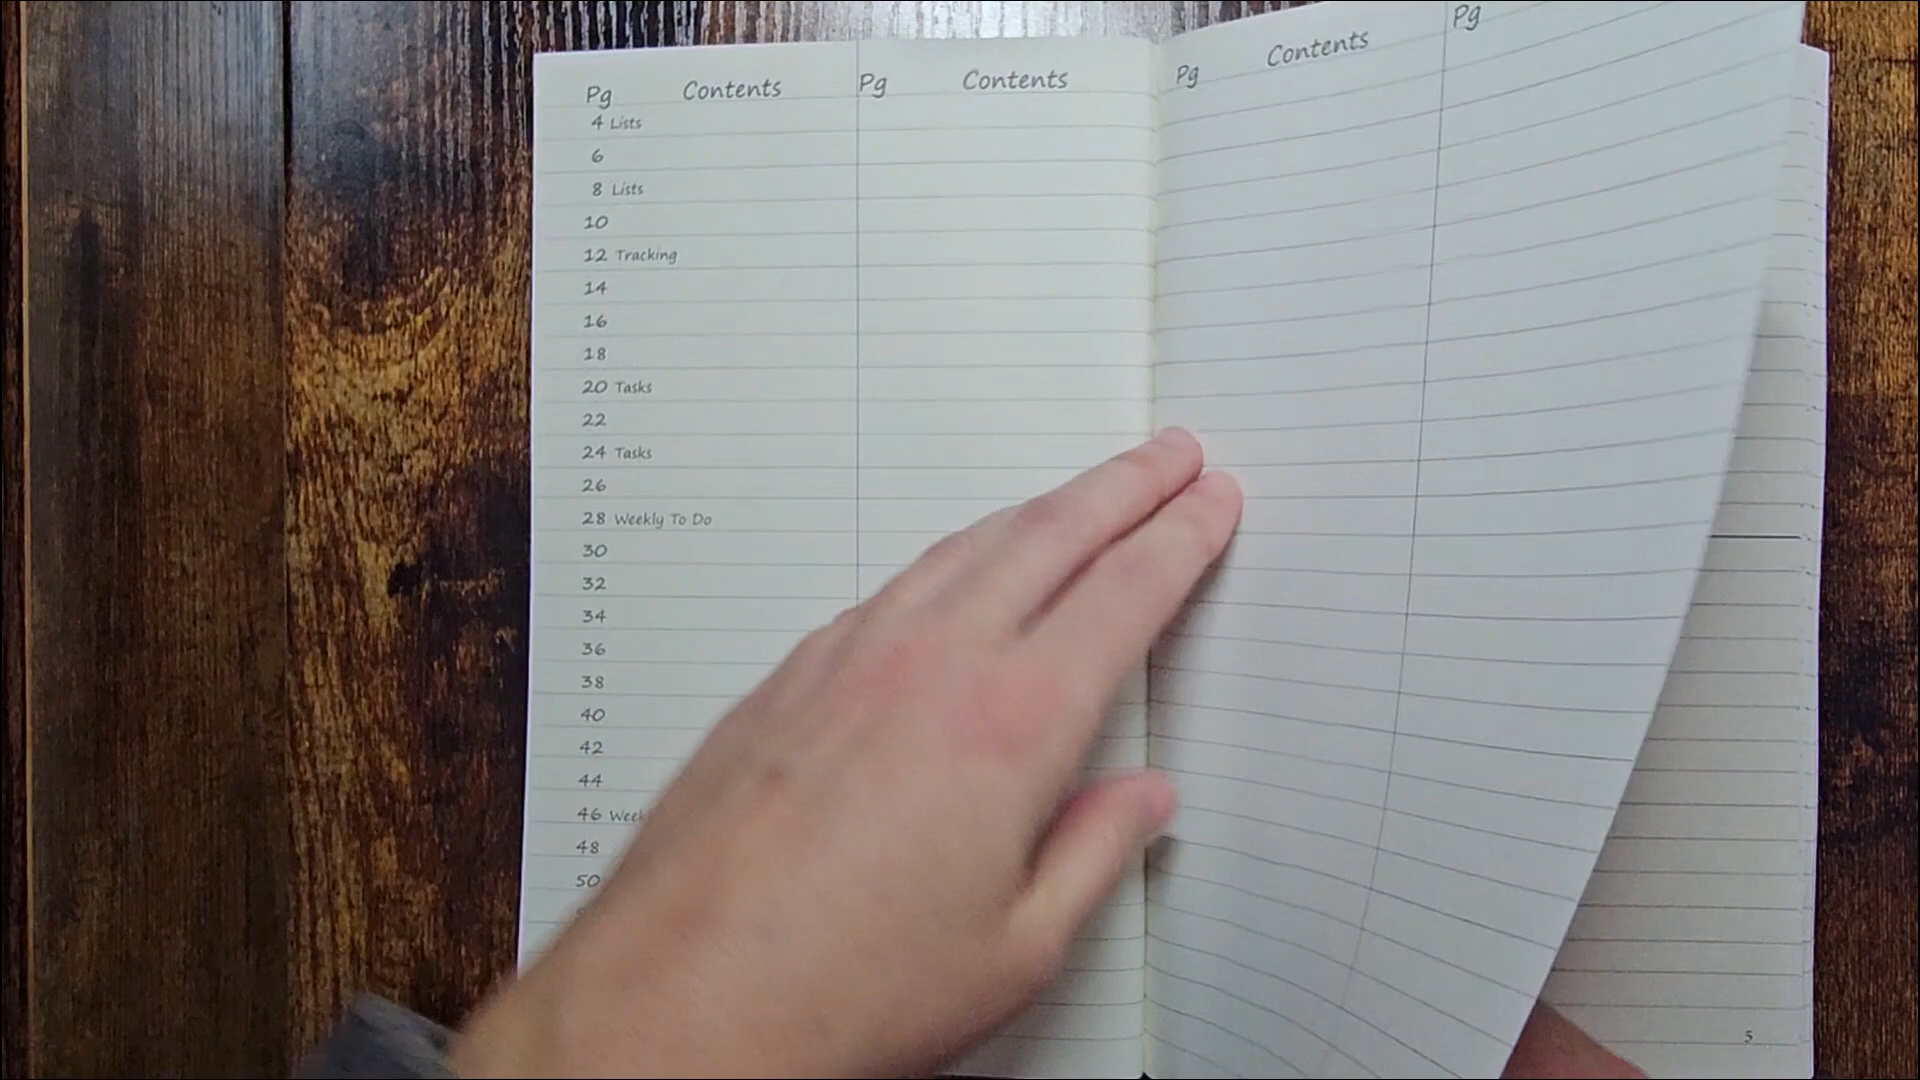 Pg Contents Pg Contents
4 Lists
6
8 Lists
10
12 Tracking
14
16
18
20 Tasks
22
24 Tasks
26
28 Weekly To Do
30
32
34
36
38
40
42
44
46
48
50
Pg Contents Pg
5